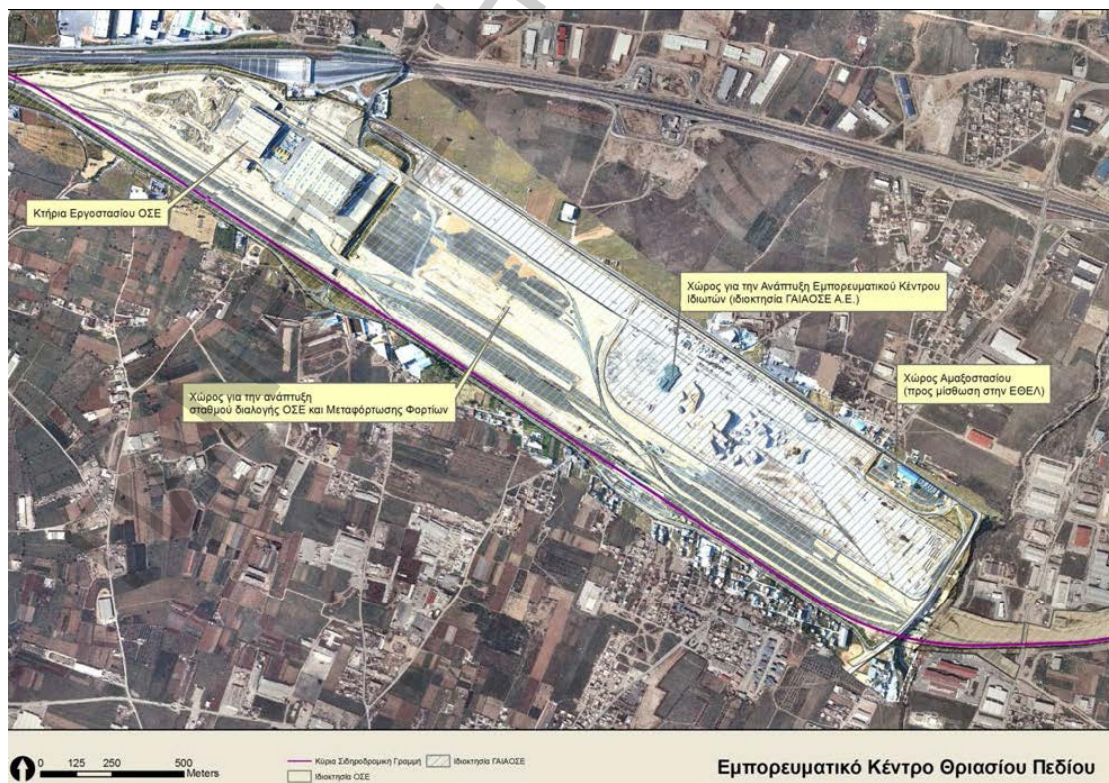 Κτήρια Εργοστασίου ΟΣΕ
Χώρος για την Ανάπτυξη Εμπορευματικού Κέντρου
Ιδιωτών (ιδιοκτησία ΓΑΙΑΟΣΕ Α.Ε.)
Χώρος Αμαξοστασίου
(προς μίσθωση στην ΕΘΕΛ)
Χώρος για την ανάπτυξη
σταθμού διαλογής ΟΣΕ και Μεταφόρτωσης Φορτίων
0 125 250 500
Meters
Κύρια Σιδηροδρομική Γραμμή
Ιδιοκτησία ΓΑΙΑΟΣΕ
Ιδιοκτησία ΟΣΕ
Εμπορευματικό Κέντρο Θριασίου Πεδίου